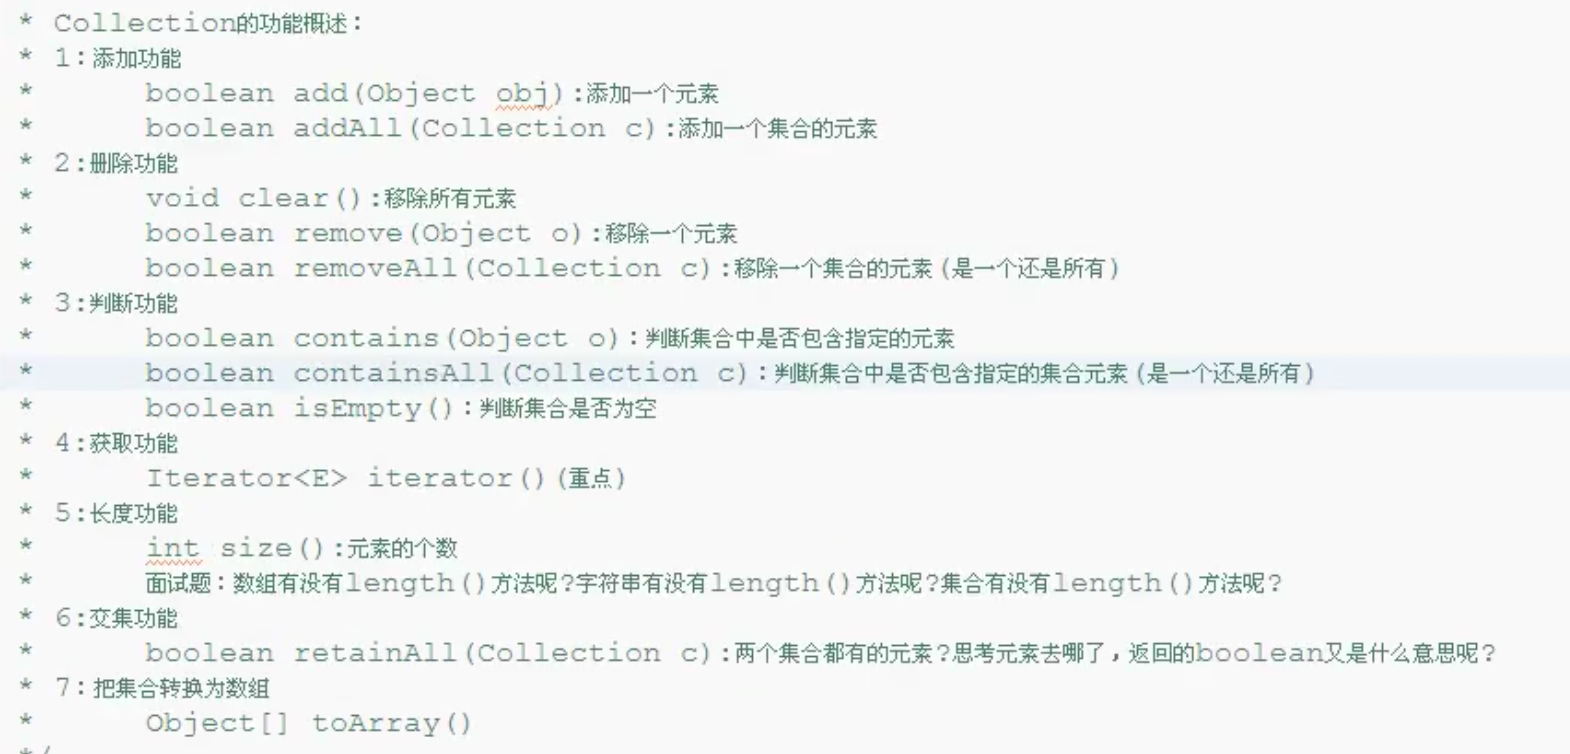 * Collection的功能概述：
* 1：添加功能
* boolean add(Object obj):添加一个元素
* boolean addAll(Collection c):添加一个集合的元素
* 2:删除功能
* void clear():移除所有元素
* boolean remove(Object o):移除一个元素
* boolean removeAll(Collection c):移除一个集合的元素(是一个还是所有)
* 3:判断功能
* boolean contains(Object o)：判断集合中是否包含指定的元素
* boolean containsAll(Collection c)：判断集合中是否包含指定的集合元素(是一个还是所有)
* boolean isEmpty()：判断集合是否为空
* 4:获取功能
* Iterator<E> iterator()(重点)
* 5:长度功能
* int size():元素的个数
* 面试题：数组有没有length()方法呢?字符串有没有length()方法呢?集合有没有length()方法呢?
* 6:交集功能
* boolean retainAll(Collection c):两个集合都有的元素?思考元素去哪了，返回的boolean又是什么意思呢?
* 7：把集合转换为数组
* Object[] toArray()
*/